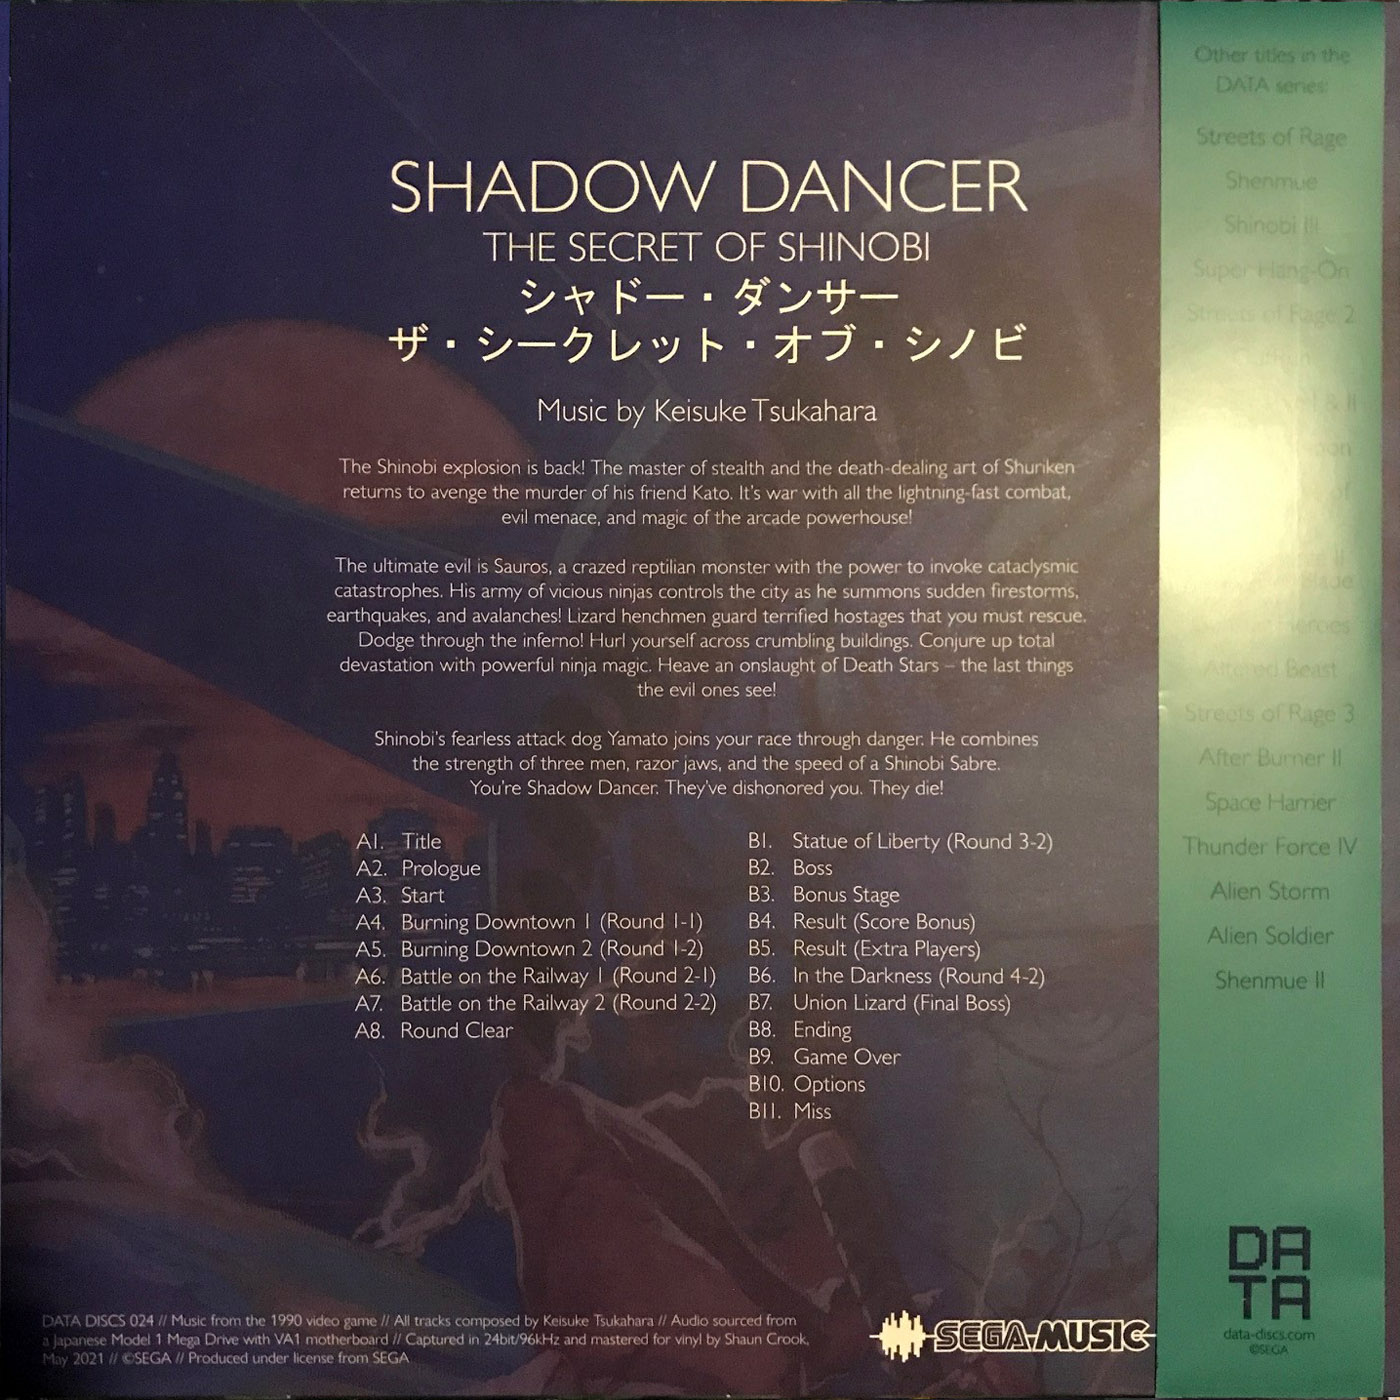 SHADOW DANCER
THE SECRET OF SHINOBI
シャドー・ダンサー
ザ・シークレット・オブ・シノビ
Music by Keisuke Tsukahara
The Shinobi explosion is back! The master of stealth and the death-dealing art of Shuriken
returns to avenge the murder of his friend Kato. It's war with all the lightning-fast combat,
evil menace, and magic of the arcade powerhouse!
The ultimate evil is Sauros, a crazed reptilian monster with the power to invoke cataclysmic
catastrophes. His army of vicious ninjas controls the city as he summons sudden firestorms,
earthquakes, and avalanches! Lizard henchmen guard terrified hostages that you must rescue.
Dodge through the inferno! Hurl yourself across crumbling buildings. Conjure up total
devastation with powerful ninja magic. Heave an onslaught of Death Stars – the last things
the evil ones see!
Shinobi's fearless attack dog Yamato joins your race through danger. He combines
the strength of three men, razor jaws, and the speed of a Shinobi Sabre.
You're Shadow Dancer. They've dishonored you. They die!
A1. Title
A2. Prologue
A3. Start
A4. Burning Downtown 1 (Round 1-1)
A5. Burning Downtown 2 (Round 1-2)
A6. Battle on the Railway 1 (Round 2-1)
A7. Battle on the Railway 2 (Round 2-2)
A8. Round Clear
B1. Statue of Liberty (Round 3-2)
B2. Boss
B3. Bonus Stage
B4. Result (Score Bonus)
B5. Result (Extra Players)
B6. In the Darkness (Round 4-2)
B7. Union Lizard (Final Boss)
B8. Ending
B9. Game Over
B10. Options
B11. Miss
DATA DISCS 024 // Music from the 1990 video game // All tracks composed by Keisuke Tsukahara // Audio sourced from
a Japanese Model 1 Mega Drive with VA1 motherboard // Captured in 24bit/96kHz and mastered for vinyl by Shaun Crook,
May 2021 // ©SEGA // Produced under license from SEGA
SEGA MUSIC
Other titles in the
DATA series:
Streets of Rage
Shenmue
Shinobi III
Super Hang-On
Streets of Rage 2
& II
of
II
Blade
Heroes
Altered Beast
Streets of Rage 3
After Burner II
Space Harrier
Thunder Force IV
Alien Storm
Alien Soldier
Shenmue II
DA
TA
data-discs.com
©SEGA